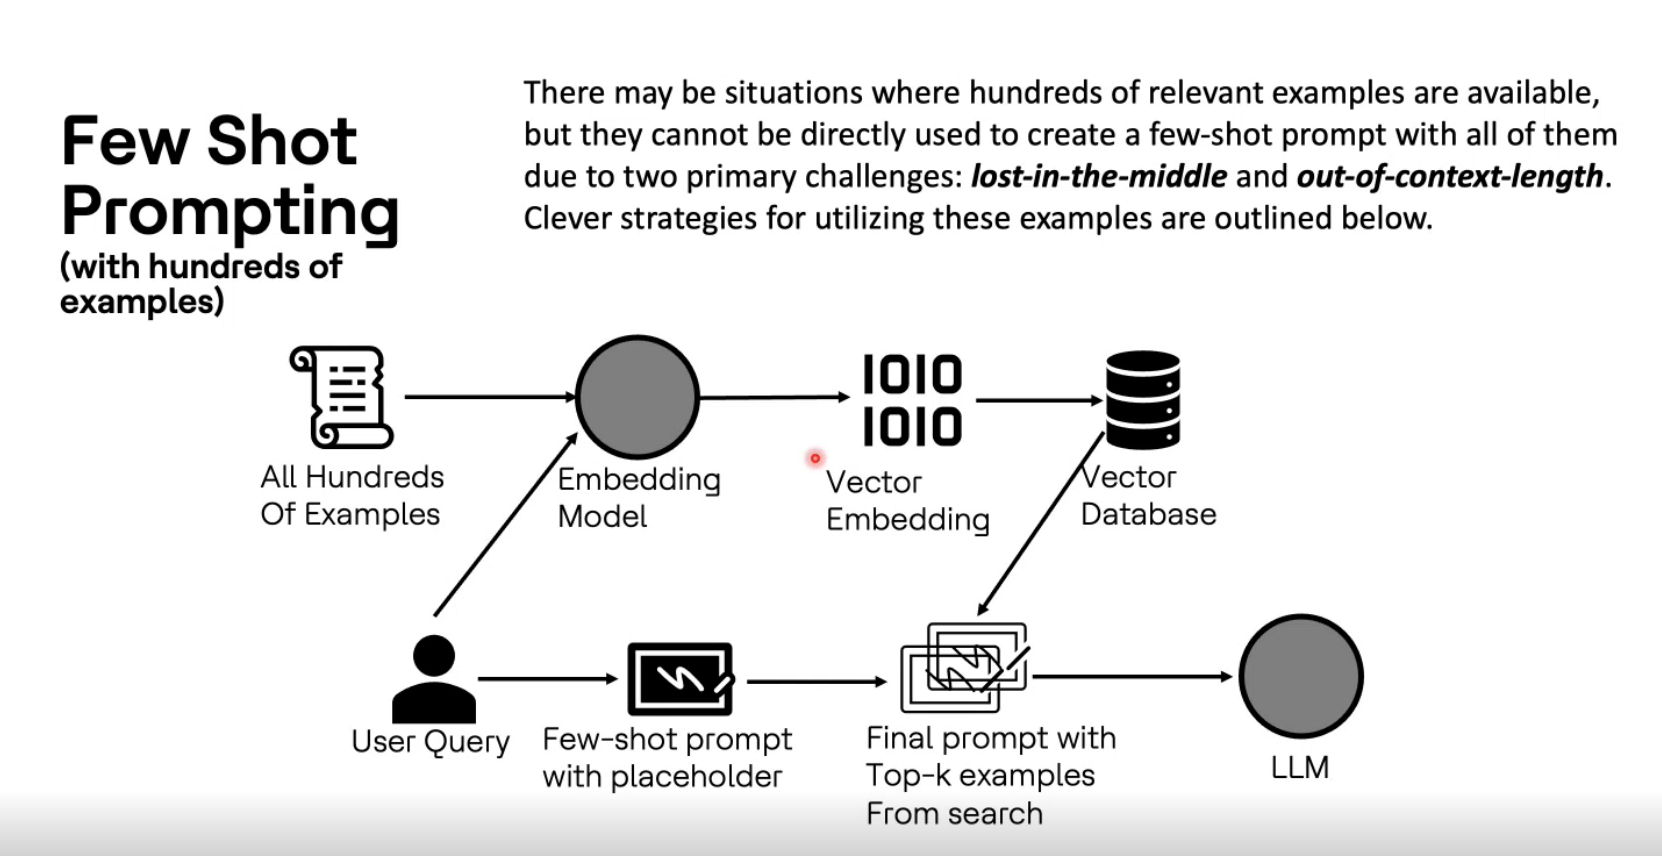 Few Shot
Prompting
(with hundreds of
examples)
There may be situations where hundreds of relevant examples are available,
but they cannot be directly used to create a few-shot prompt with all of them
due to two primary challenges: lost-in-the-middle and out-of-context-length.
Clever strategies for utilizing these examples are outlined below.
1010
1010
All Hundreds
Of Examples
Embedding
Model
Vector
Embedding
Vector
Database
User Query
Few-shot prompt
with placeholder
Final prompt with
Top-k examples
From search
LLM